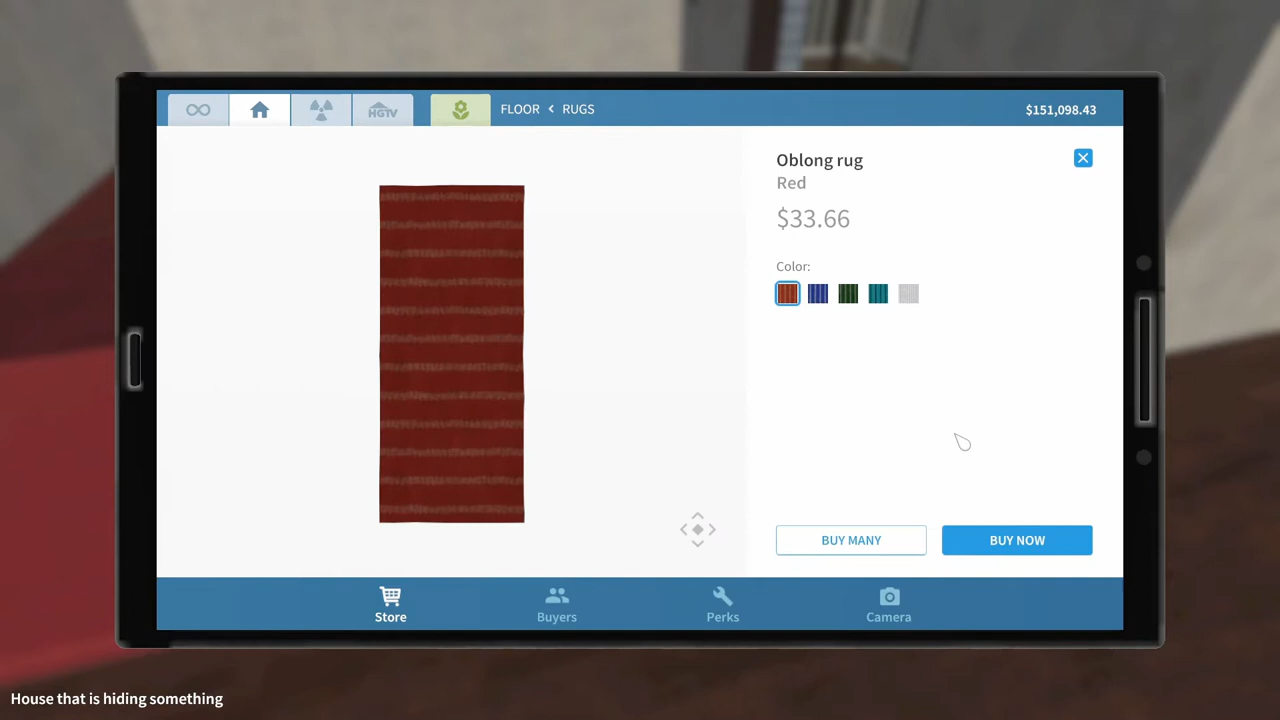 HGTV
FLOOR < RUGS
$151,098.43
Oblong rug
Red
$33.66
Color:
BUY MANY
BUY NOW
Store
Buyers
Perks
Camera
House that is hiding something